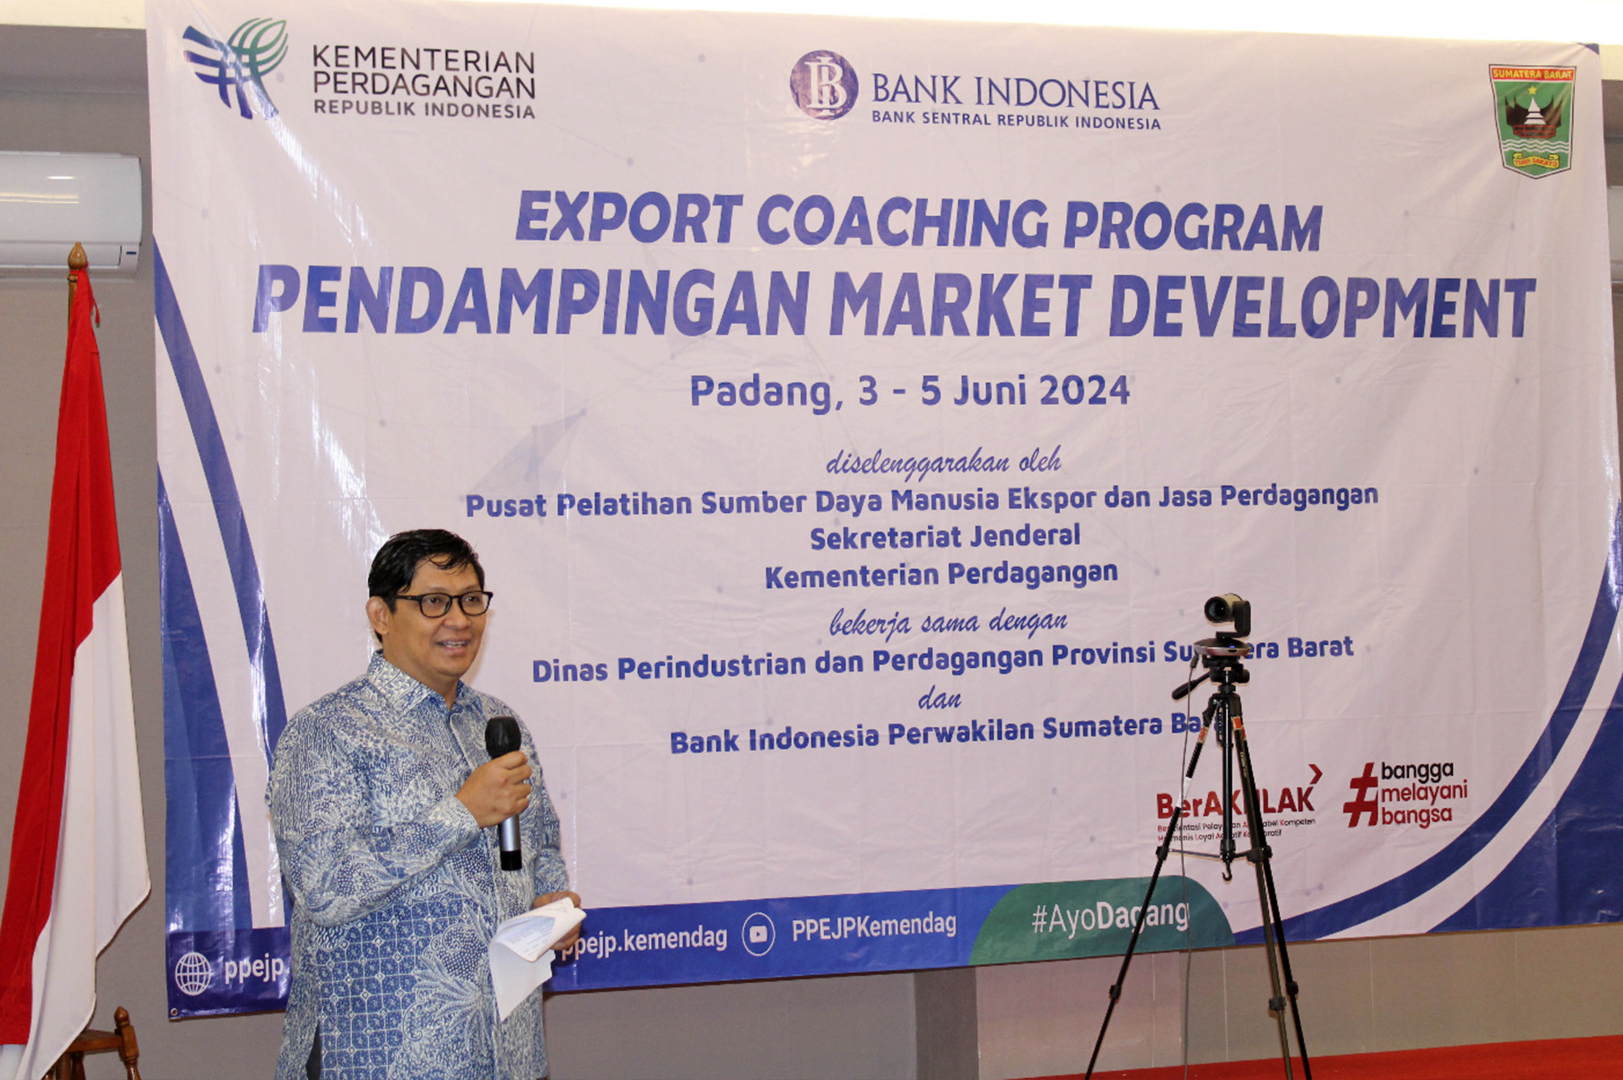 KEMENTERIAN
PERDAGANGAN
REPUBLIK INDONESIA
BANK INDONESIA
BANK SENTRAL REPUBLIK INDONESIA
SUMATERA BARAT
EXPORT COACHING PROGRAM
PENDAMPINGAN MARKET DEVELOPMENT
Padang, 3 - 5 Juni 2024
diselenggarakan oleh
Pusat Pelatihan Sumber Daya Manusia Ekspor dan Jasa Perdagangan
Sekretariat Jenderal
Kementerian Perdagangan
bekerja sama dengan
Dinas Perindustrian dan Perdagangan Provinsi Su era Barat
dan
Bank Indonesia Perwakilan Sumatera Ba
BerAK LAK
Loyal
#bangga
melayani
bangsa
ppejp.
ppejp.kemendag
PPEJPKemendag
#AyoDagang